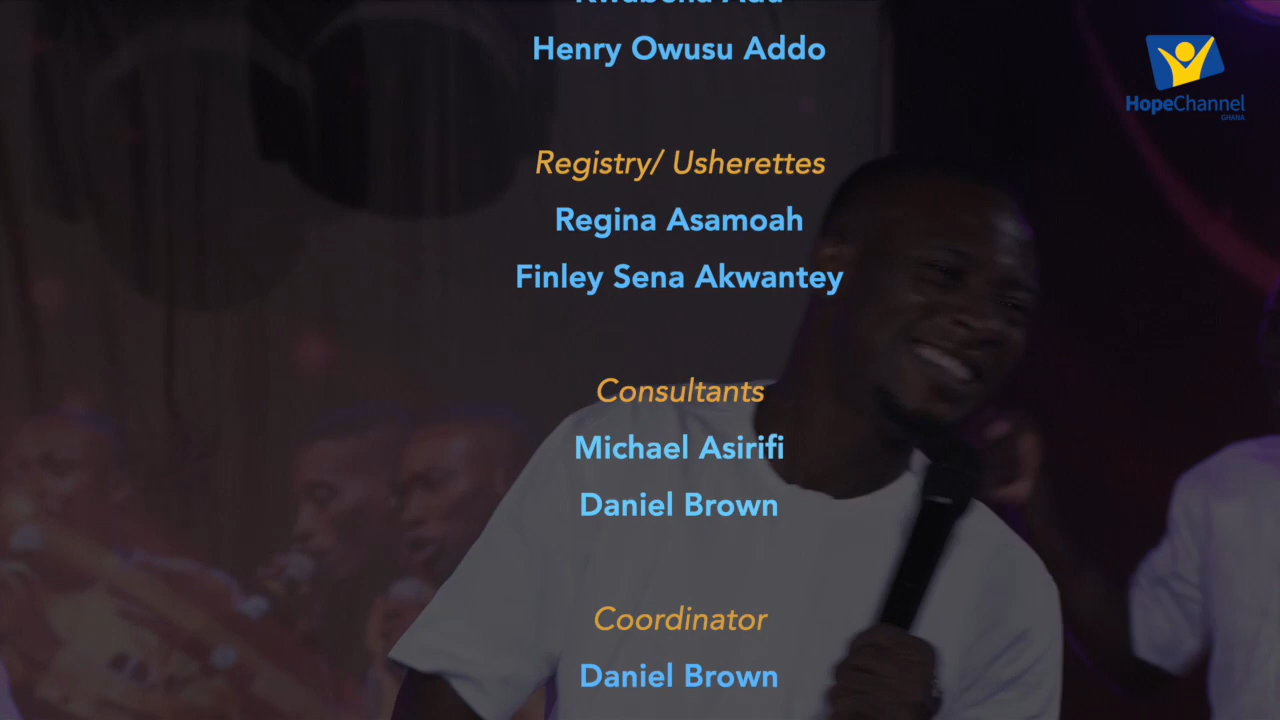 Henry Owusu Addo
HopeChannel
GHANA
Registry/ Usherettes
Regina Asamoah
Finley Sena Akwantey
Consultants
Michael Asirifi
Daniel Brown
Coordinator
Daniel Brown